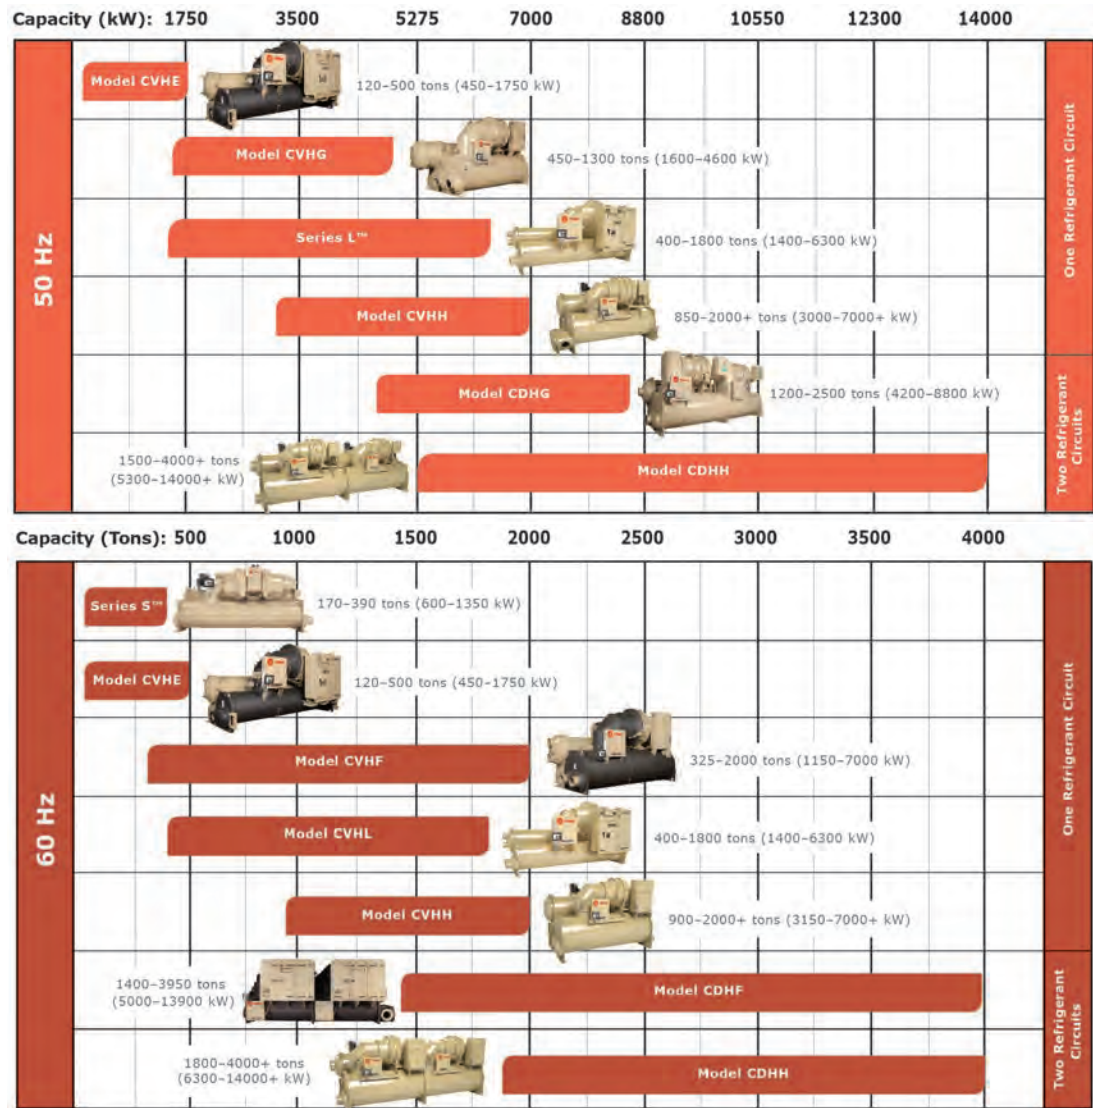 Capacity (kW): 1750 3500 5275 7000 8800 10550 12300 14000
50 Hz
One Refrigerant Circuit
Model CVHE
120–500 tons (450–1750 kW)
Model CVHG
450–1300 tons (1600–4600 kW)
Series L™
400–1800 tons (1400–6300 kW)
Model CVHH
850–2000+ tons (3000–7000+ kW)
Two Refrigerant
Circuits
Model CDHG
1200–2500 tons (4200–8800 kW)
1500–4000+ tons
(5300–14000+ kW)
Model CDHH
Capacity (Tons): 500 1000 1500 2000 2500 3000 3500 4000
60 Hz
One Refrigerant Circuit
Series S™
170–390 tons (600–1350 kW)
Model CVHE
120–500 tons (450–1750 kW)
Model CVHF
325–2000 tons (1150–7000 kW)
Model CVHL
400–1800 tons (1400–6300 kW)
Model CVHH
900–2000+ tons (3150–7000+ kW)
Two Refrigerant
Circuits
1400–3950 tons
(5000–13900 kW)
Model CDHF
1800–4000+ tons
(6300–14000+ kW)
Model CDHH